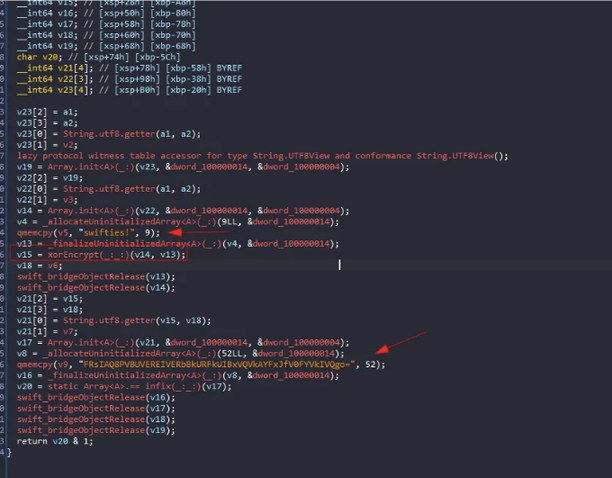 __int64 v15; // [xsp+28h] [xbp-A8h]
__int64 v16; // [xsp+50h] [xbp-80h]
__int64 v17; // [xsp+58h] [xbp-78h]
__int64 v18; // [xsp+60h] [xbp-70h]
__int64 v19; // [xsp+68h] [xbp-68h]
char v20; // [xsp+74h] [xbp-5Ch]
__int64 v21[4]; // [xsp+78h] [xbp-58h] BYREF
__int64 v22[3]; // [xsp+98h] [xbp-38h] BYREF
__int64 v23[4]; // [xsp+B0h] [xbp-20h] BYREF
v23[2] = a1;
v23[3] = a2;
v23[0] = String.utf8.getter(a1, a2);
v23[1] = v2;
lazy protocol witness table accessor for type String.UTF8View and conformance String.UTF8View();
v19 = Array.init<A>(_:)(v23, &dword_100000014, &dword_100000004);
v22[2] = v19;
v22[0] = String.utf8.getter(a1, a2);
v22[1] = v3;
v14 = Array.init<A>(_:)(v22, &dword_100000014, &dword_100000004);
v4 = _allocateUninitializedArray<A>(_:)(9LL, &dword_100000014);
qmemcpy(v5, "swifties!", 9);
v13 = _finalizeUninitializedArray<A>(_:)(v4, &dword_100000014);
v15 = xorEncrypt(_:_:)(v14, v13);
v18 = v6;
swift_bridgeObjectRelease(v13);
swift_bridgeObjectRelease(v14);
v21[2] = v15;
v21[3] = v18;
v21[0] = String.utf8.getter(v15, v18);
v21[1] = v7;
v17 = Array.init<A>(_:)(v21, &dword_100000014, &dword_100000004);
v8 = _allocateUninitializedArray<A>(_:)(52LL, &dword_100000014);
qmemcpy(v9, "FRsIAQ8PVBUVEREIVERbBkURFkUIBxVQVkAYFxJfV0FYVkIVQgo=", 52);
v16 = _finalizeUninitializedArray<A>(_:)(v8, &dword_100000014);
v20 = static Array<A>.== infix(_:_:)(v17);
swift_bridgeObjectRelease(v16);
swift_bridgeObjectRelease(v17);
swift_bridgeObjectRelease(v18);
swift_bridgeObjectRelease(v19);
return v20 & 1;
}